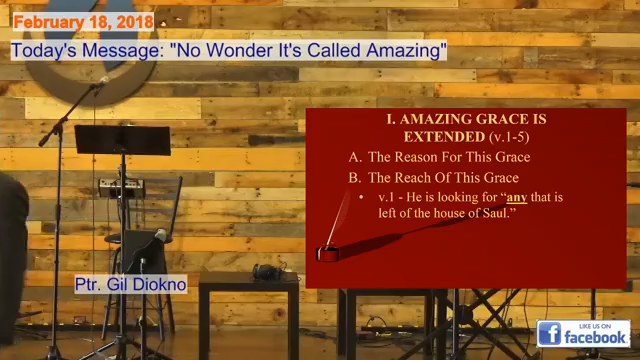 February 18, 2018
Today's Message: "No Wonder It's Called Amazing"
I. AMAZING GRACE IS
EXTENDED (v.1-5)
A. The Reason For This Grace
B. The Reach Of This Grace
• v.1 - He is looking for "any that is
left of the house of Saul."
Ptr. Gil Diokno
LIKE US ON
facebook